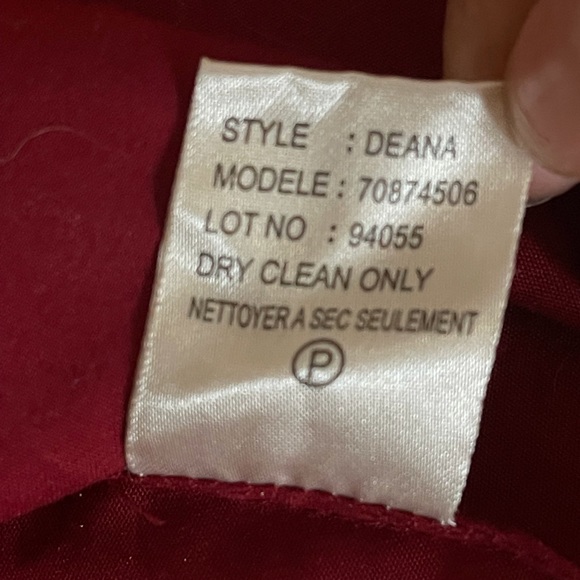 STYLE : DEANA
MODELE : 70874506
LOT NO : 94055
DRY CLEAN ONLY
NETTOYER A SEC SEULEMENT
P